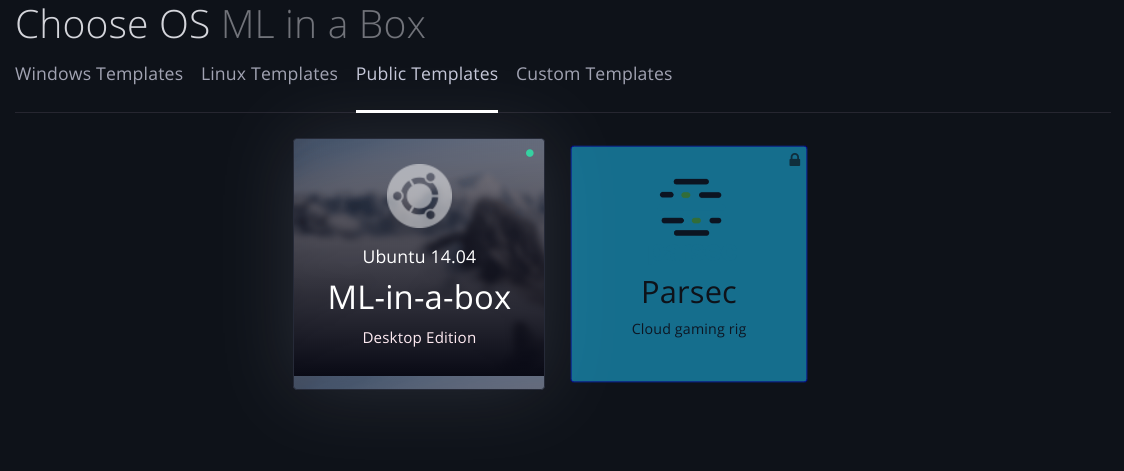 Choose OS ML in a Box
Windows Templates Linux Templates Public Templates Custom Templates
Ubuntu 14.04
ML-in-a-box
Desktop Edition
Parsec
Cloud gaming rig